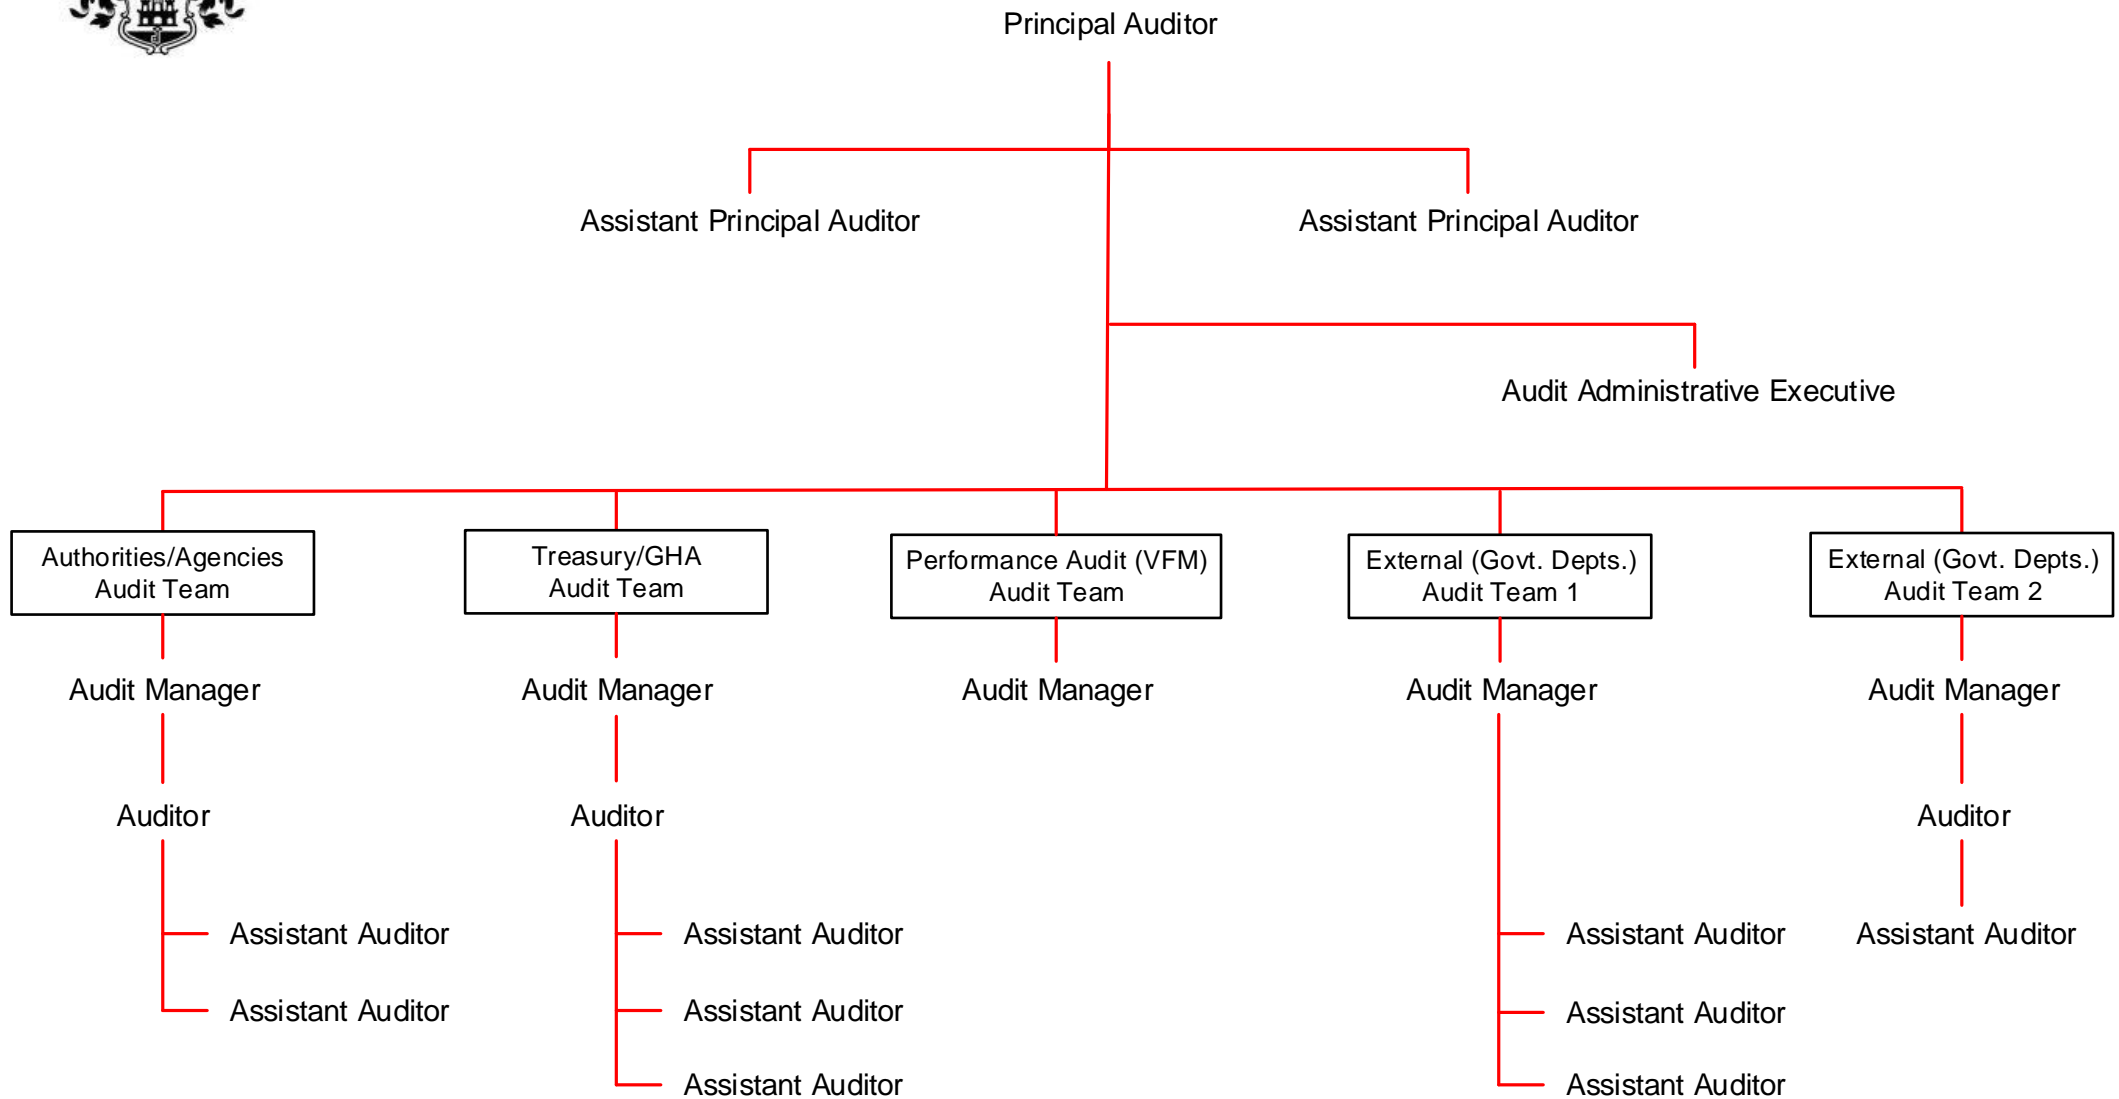 Principal Auditor
Assistant Principal Auditor
Assistant Principal Auditor
Audit Administrative Executive
Authorities/Agencies
Audit Team
Treasury/GHA
Audit Team
Performance Audit (VFM)
Audit Team
External (Govt. Depts.)
Audit Team 1
External (Govt. Depts.)
Audit Team 2
Audit Manager
Audit Manager
Audit Manager
Audit Manager
Audit Manager
Auditor
Auditor
Auditor
Assistant Auditor
Assistant Auditor
Assistant Auditor
Assistant Auditor
Assistant Auditor
Assistant Auditor
Assistant Auditor
Assistant Auditor
Assistant Auditor